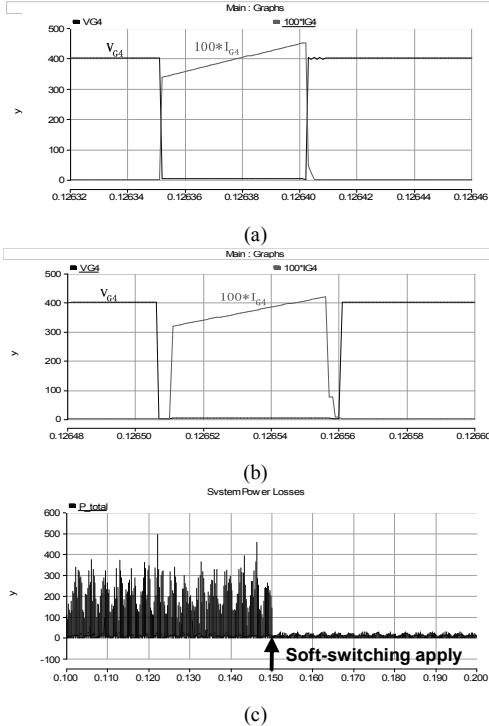 Main : Graphs
VG4 100*IG4
500
400
300
200
100
0
y
V_G4 100*I_G4
0.12632 0.12634 0.12636 0.12638 0.12640 0.12642 0.12644 0.12646
(a)
Main : Graphs
VG4 100*IG4
500
400
300
200
100
0
y
V_G4 100*I_G4
0.12648 0.12650 0.12652 0.12654 0.12656 0.12658 0.12660
(b)
System Power Losses
P_total
600
500
400
300
200
100
0
-100
y
Soft-switching apply
0.100 0.110 0.120 0.130 0.140 0.150 0.160 0.170 0.180 0.190 0.200
(c)